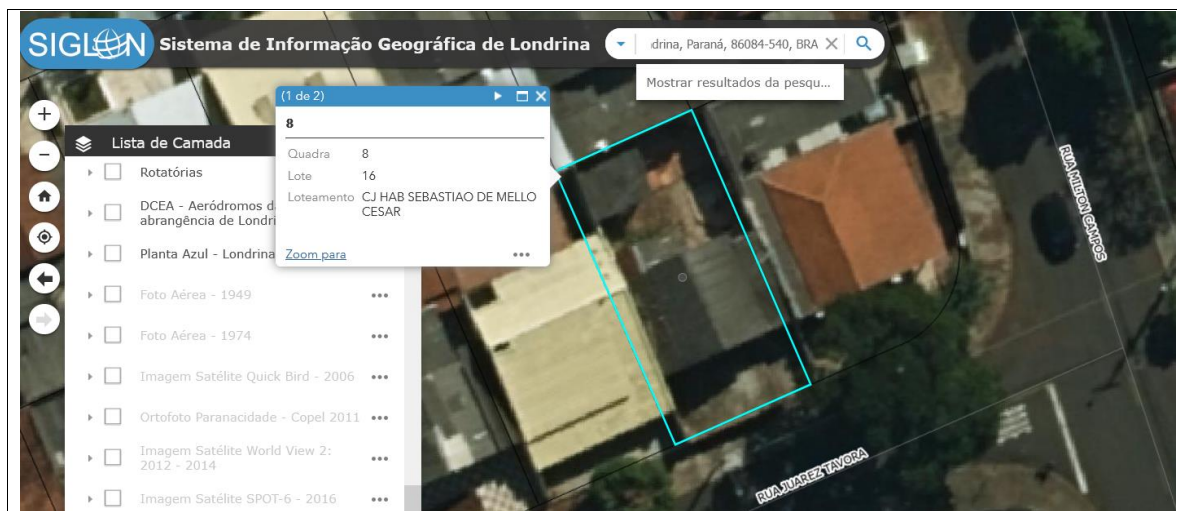 SIGLON Sistema de Informação Geográfica de Londrina
drina, Paraná, 86084-540, BRA
Mostrar resultados da pesqu...
(1 de 2)
8
Quadra 8
Lote 16
Loteamento CJ HAB SEBASTIAO DE MELLO
CESAR
Zoom para
Lista de Camada
Rotatórias
DCEA - Aeródromos d
abrangência de Londri
Planta Azul - Londrina
Foto Aérea - 1949
Foto Aérea - 1974
Imagem Satélite Quick Bird - 2006
Ortofoto Paranacidade - Copel 2011
Imagem Satélite World View 2:
2012 - 2014
Imagem Satélite SPOT-6 - 2016
RUA MILTON CAMPOS
RUA JUAREZ TAVORA